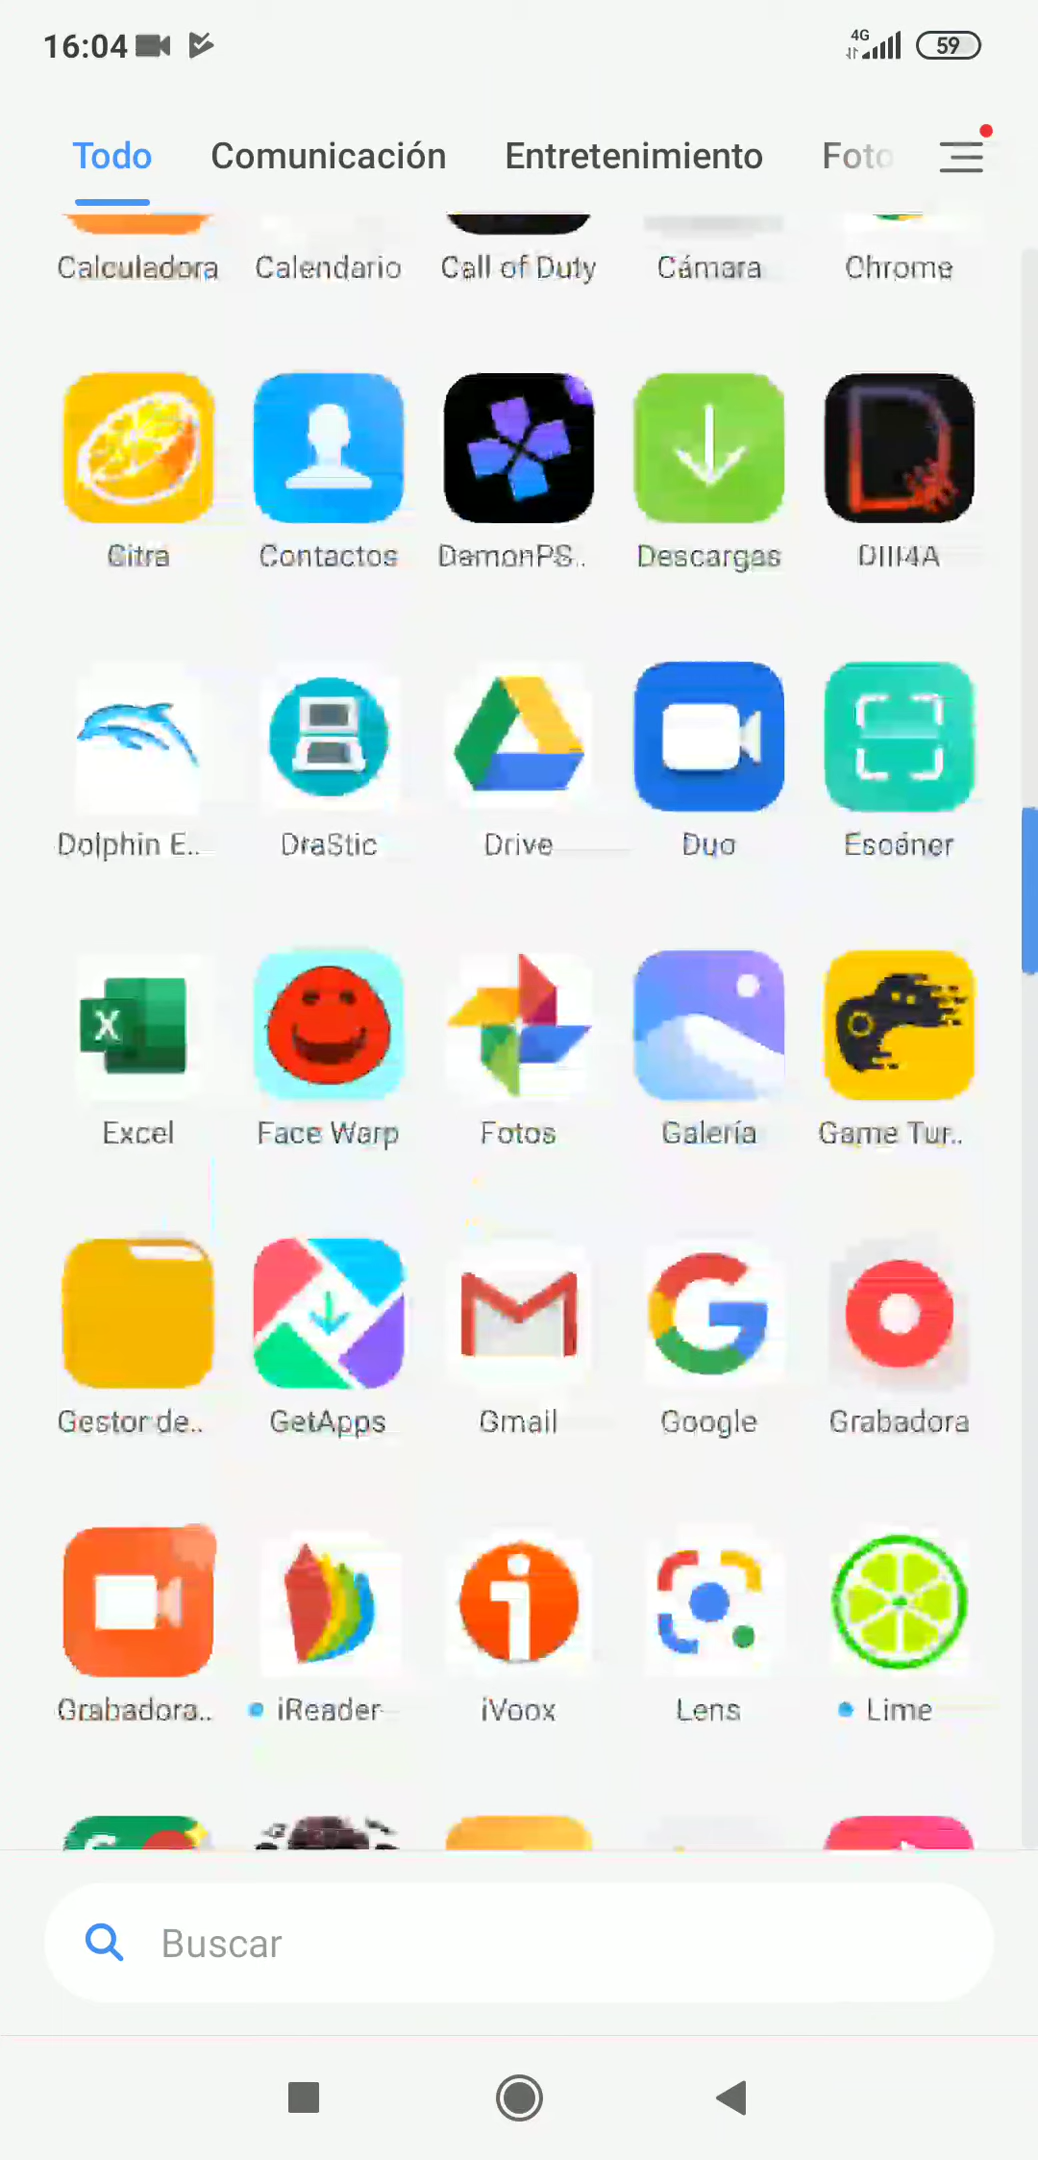 16:04 4G 59
Todo Comunicación Entretenimiento Foto
Calculadora Calendario Call of Duty Cámara Chrome
Citra Contactos DamonPS.. Descargas DIII4A
Dolphin E.. DraStic Drive Duo Escáner
Excel Face Warp Fotos Galería Game Tur..
Gestor de.. GetApps Gmail Google Grabadora
Grabadora.. iReader iVoox Lens Lime
Buscar